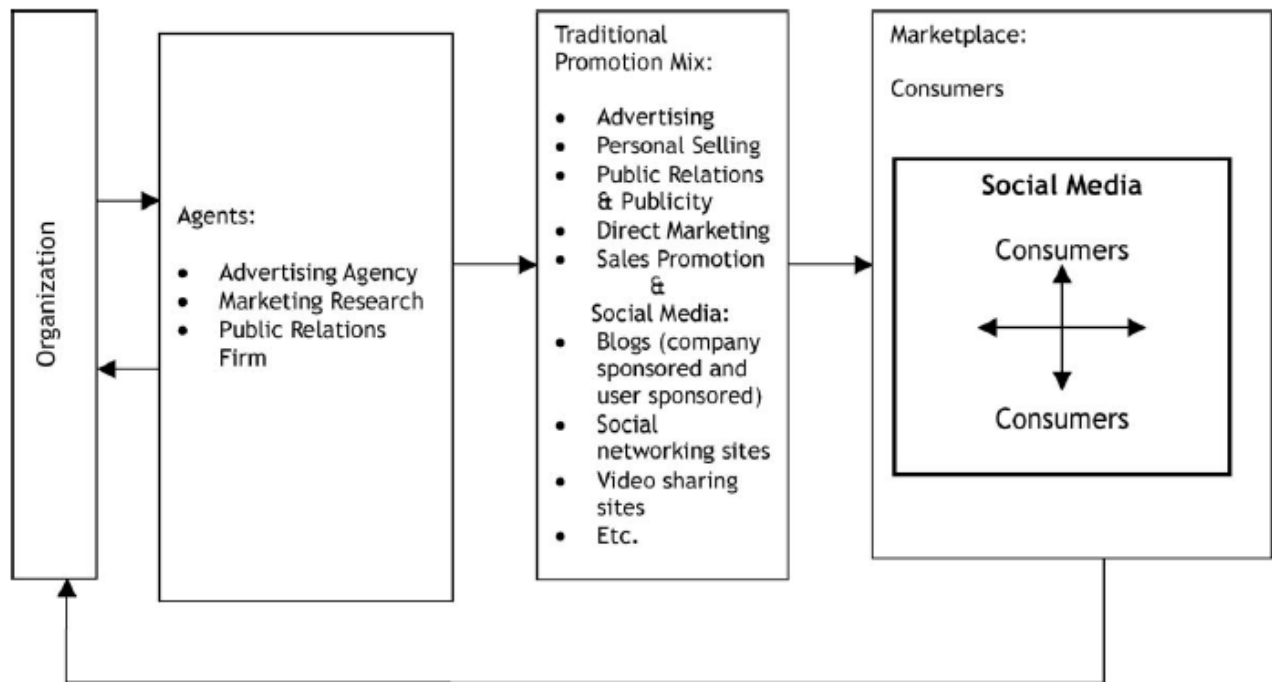 Organization
Agents:
• Advertising Agency
• Marketing Research
• Public Relations
Firm
Traditional
Promotion Mix:
• Advertising
• Personal Selling
• Public Relations
& Publicity
• Direct Marketing
• Sales Promotion
&
Social Media:
• Blogs (company
sponsored and
user sponsored)
• Social
networking sites
• Video sharing
sites
• Etc.
Marketplace:
Consumers
Social Media
Consumers
Consumers